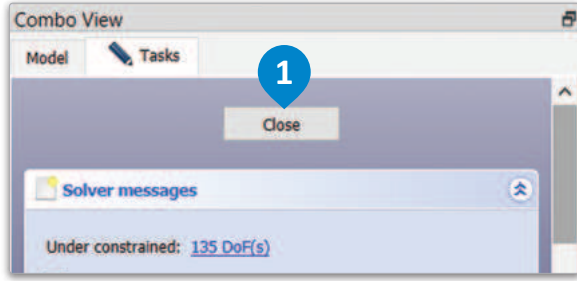 Combo View
Model Tasks
1
Close
Solver messages
Under constrained: 135 DoF(s)